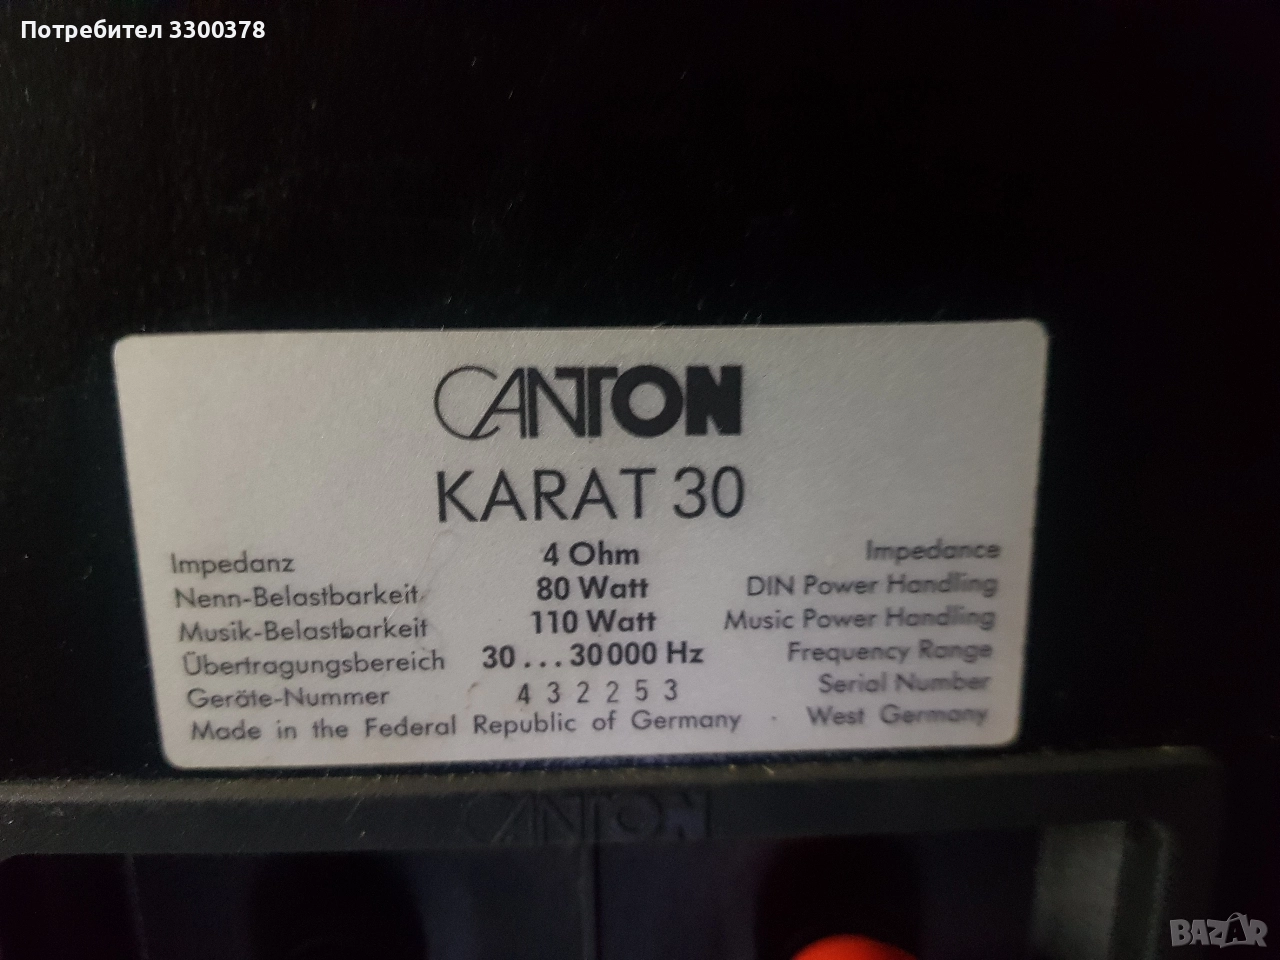 Потребител 3300378
CANTON
KARAT 30
Impedanz 4 Ohm Impedance
Nenn-Belastbarkeit 80 Watt DIN Power Handling
Musik-Belastbarkeit 110 Watt Music Power Handling
Übertragungsbereich 30...30000 Hz Frequency Range
Geräte-Nummer 432253 Serial Number
Made in the Federal Republic of Germany · West Germany
CANTON
BAZAR